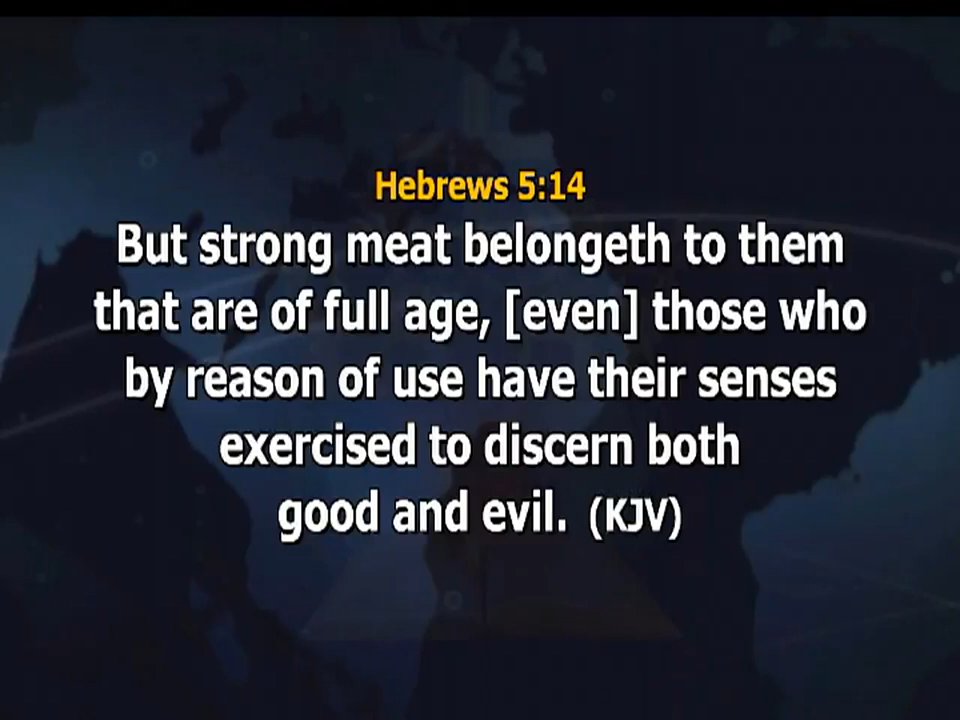 Hebrews 5:14
But strong meat belongeth to them
that are of full age, [even] those who
by reason of use have their senses
exercised to discern both
good and evil. (KJV)